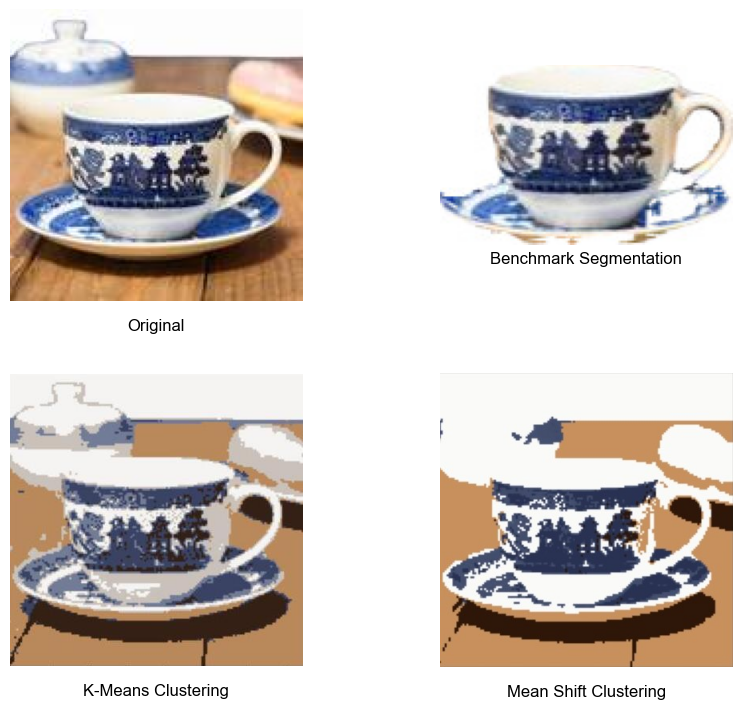 Original
Benchmark Segmentation
K-Means Clustering
Mean Shift Clustering